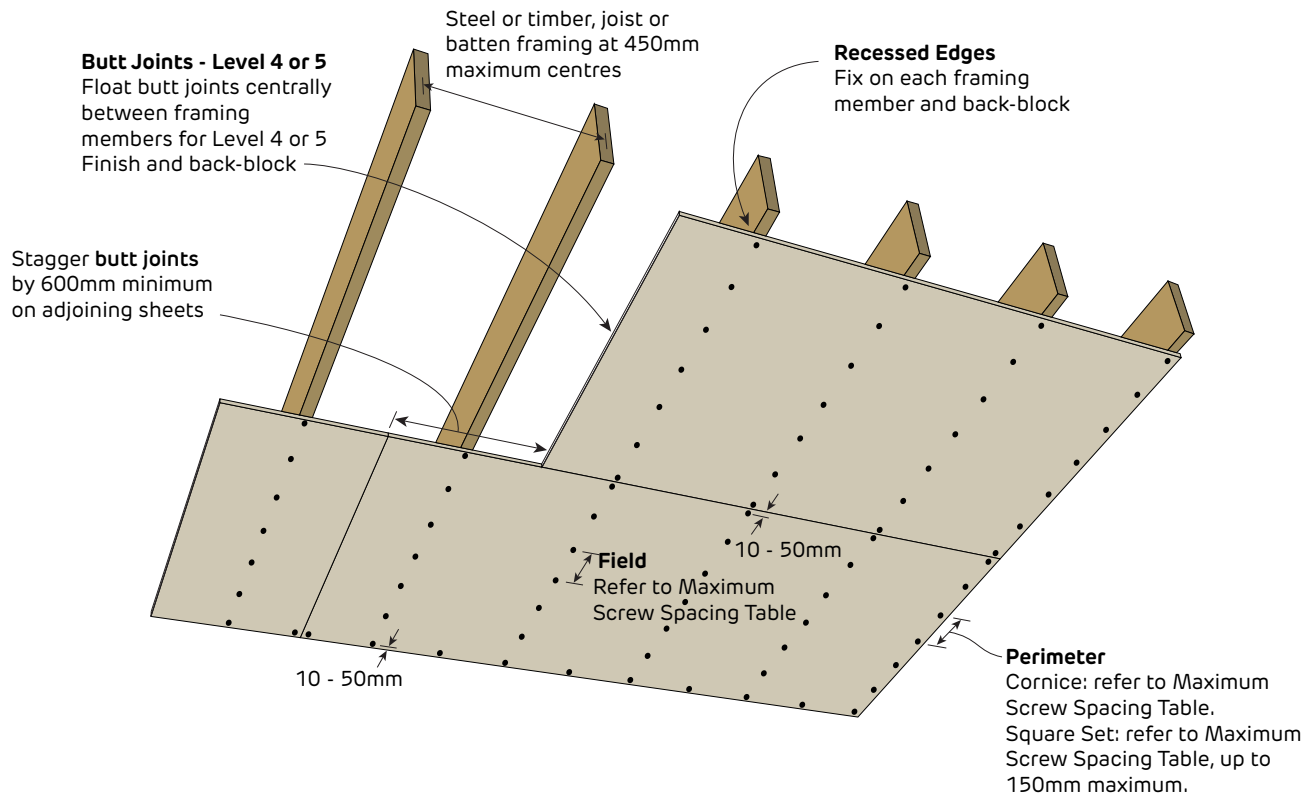 Steel or timber, joist or
batten framing at 450mm
maximum centres
Butt Joints - Level 4 or 5
Float butt joints centrally
between framing
members for Level 4 or 5
Finish and back-block
Recessed Edges
Fix on each framing
member and back-block
Stagger butt joints
by 600mm minimum
on adjoining sheets
10 - 50mm
Field
Refer to Maximum
Screw Spacing Table
10 - 50mm
Perimeter
Cornice: refer to Maximum
Screw Spacing Table.
Square Set: refer to Maximum
Screw Spacing Table, up to
150mm maximum.